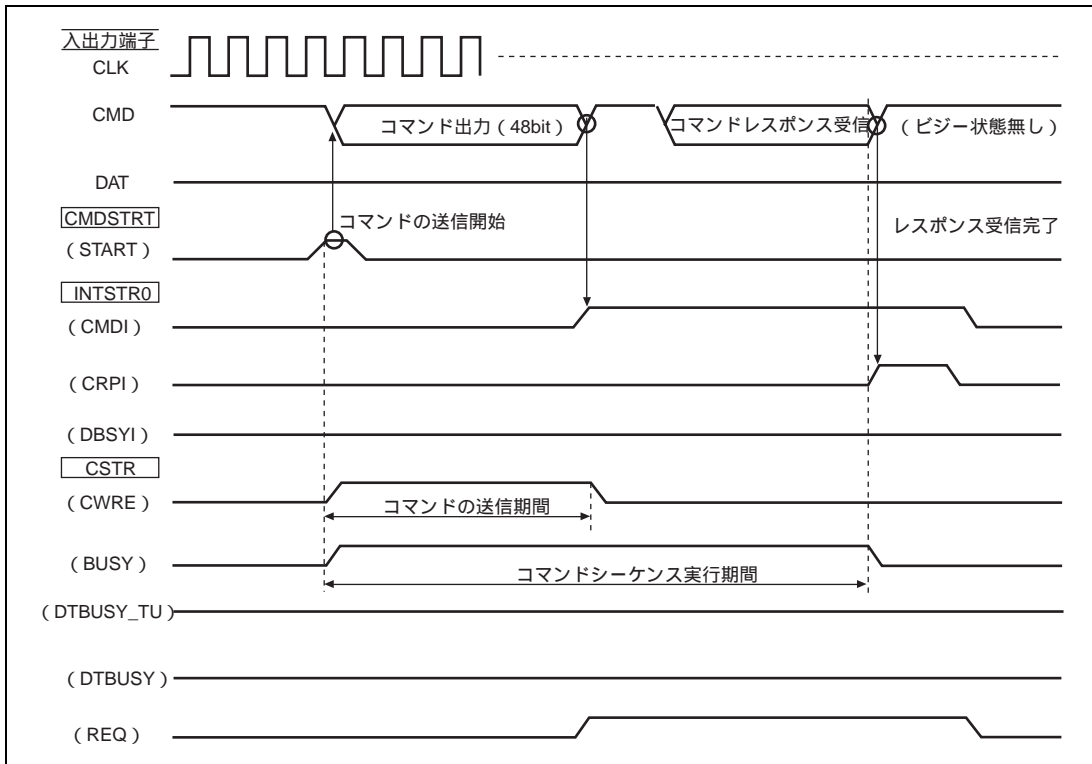 入出力端子
CLK
CMD
コマンド出力（48bit）
コマンドレスポンス受信
（ビジー状態無し）
DAT
CMDSTRT
（START）
コマンドの送信開始
レスポンス受信完了
INTSTR0
（CMDI）
（CRPI）
（DBSYI）
CSTR
（CWRE）
コマンドの送信期間
（BUSY）
コマンドシーケンス実行期間
（DTBUSY_TU）
（DTBUSY）
（REQ）